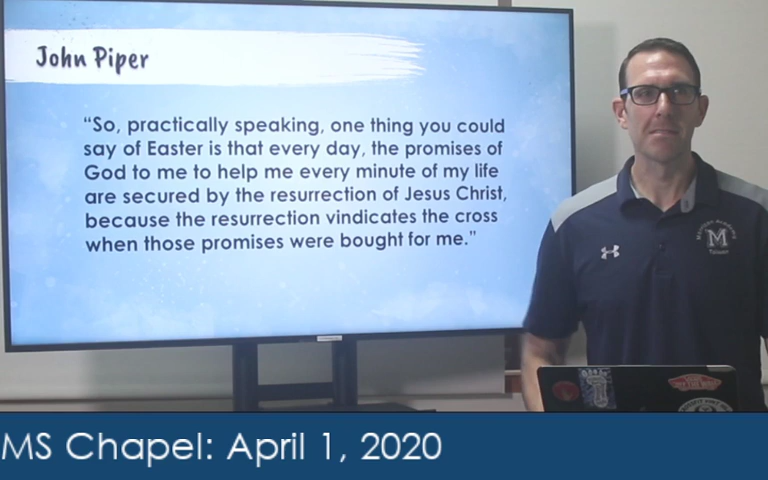 John Piper
“So, practically speaking, one thing you could
say of Easter is that every day, the promises of
God to me to help me every minute of my life
are secured by the resurrection of Jesus Christ,
because the resurrection vindicates the cross
when those promises were bought for me.”
M
MS Chapel: April 1, 2020